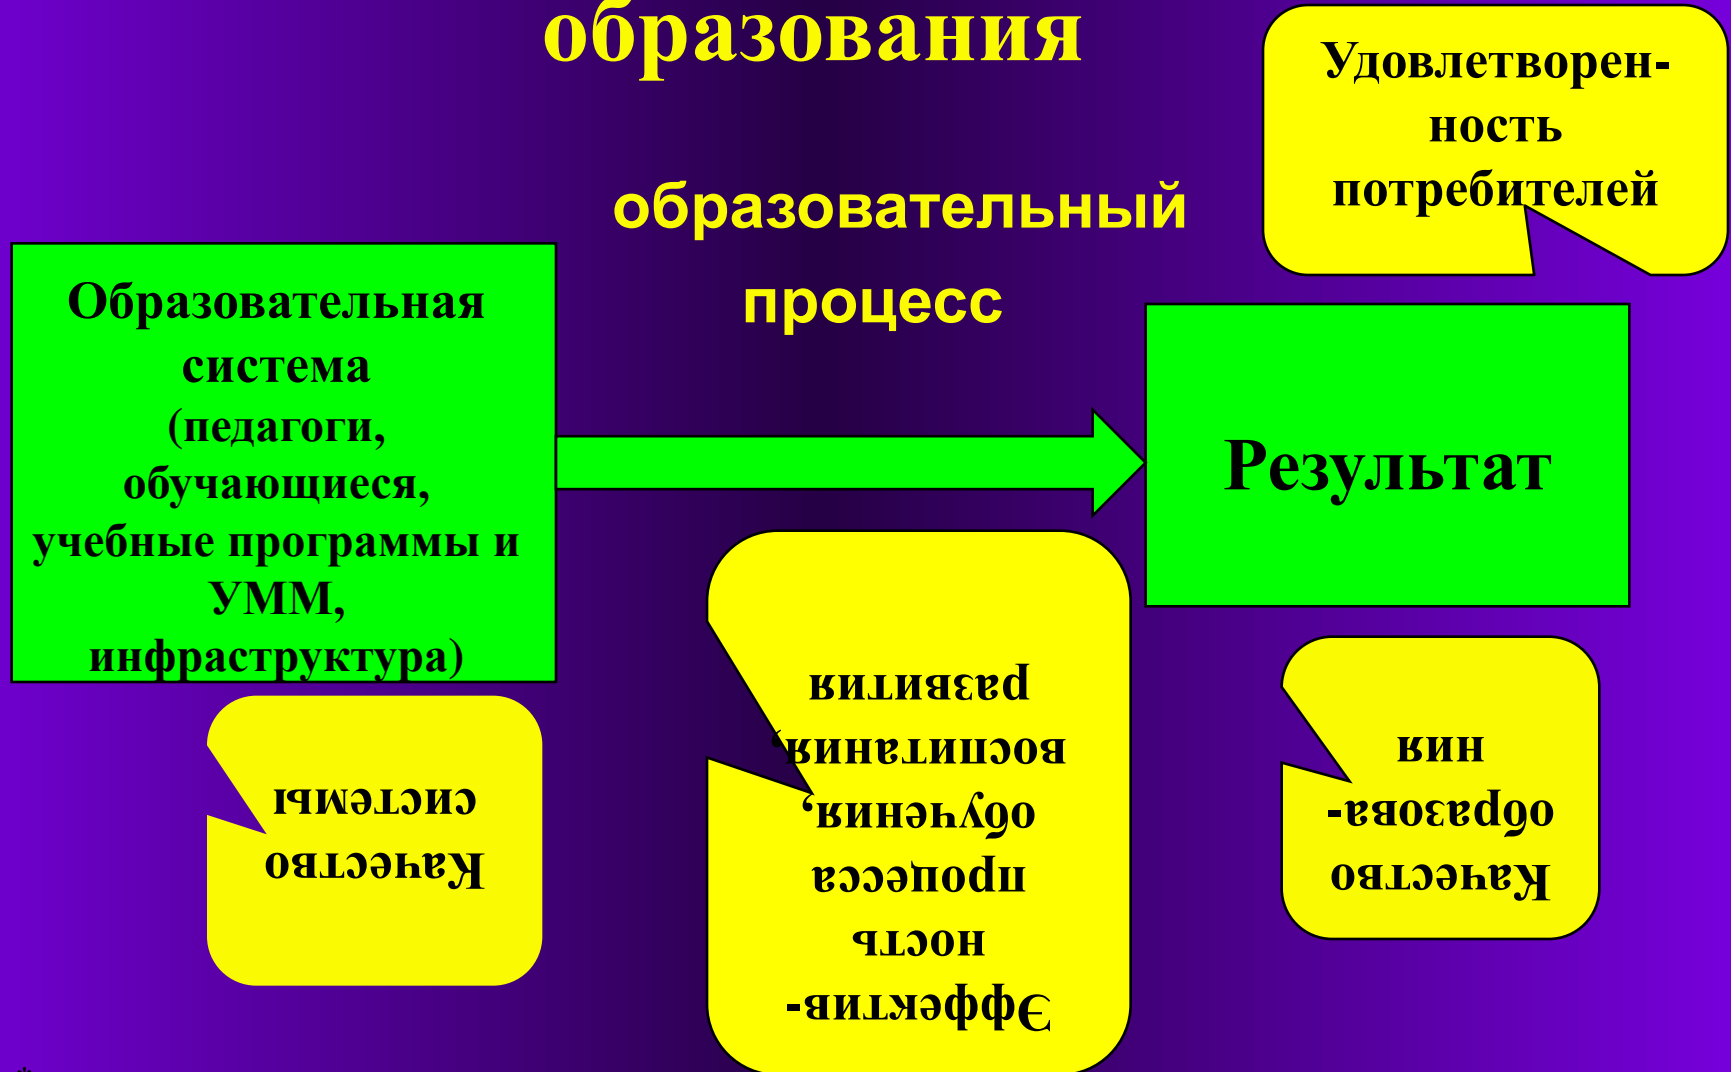 образования
Удовлетворен-
ность
потребителей
образовательный
процесс
Образовательная
система
(педагоги,
обучающиеся,
учебные программы и
УММ,
инфраструктура)
Результат
Качество
системы
Эффектив-
ность
процесса
обучения,
воспитания,
развития
Качество
образова-
ния
*